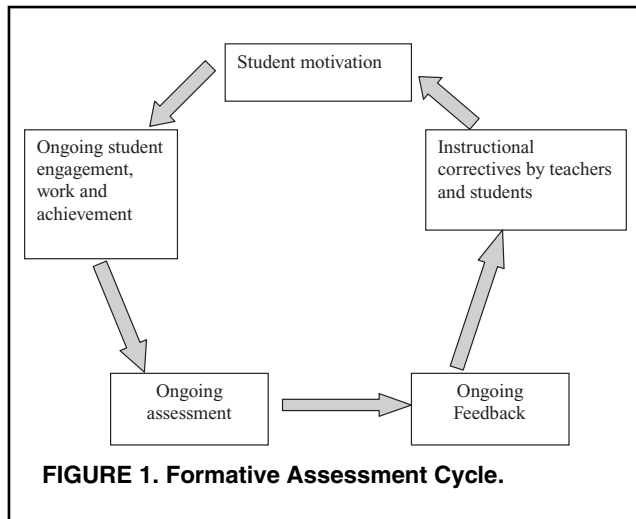 Student motivation
Ongoing student
engagement,
work and
achievement
Instructional
correctives by teachers
and students
Ongoing
assessment
Ongoing
Feedback
FIGURE 1. Formative Assessment Cycle.